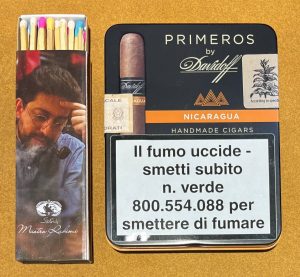 PRIMEROS
by
Davidoff
NICARAGUA
HANDMADE CIGARS
Il fumo uccide -
smetti subito
n. verde
800.554.088 per
smettere di fumare